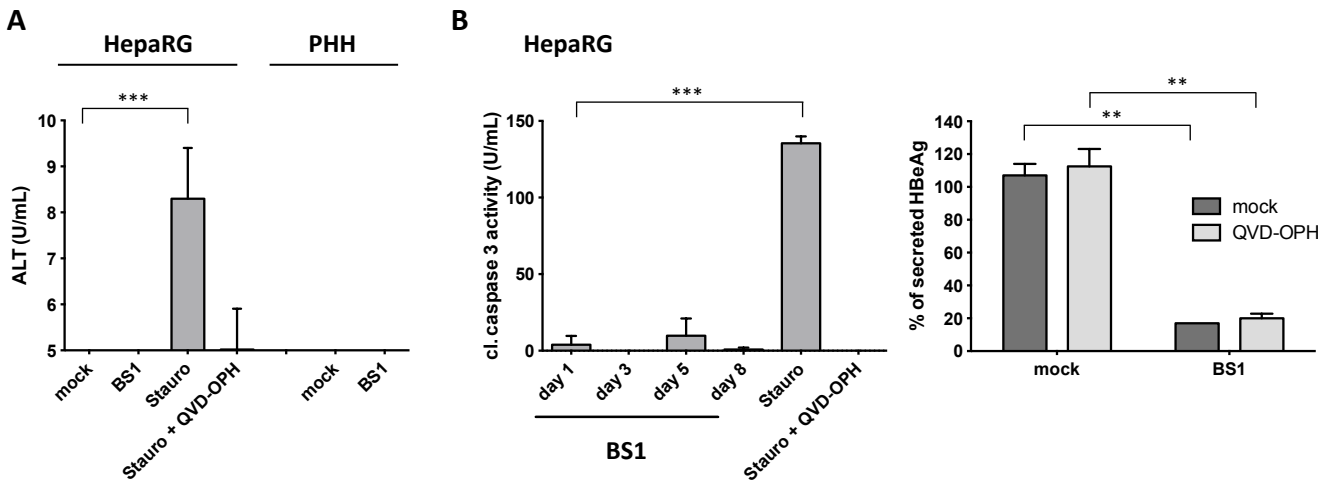 A
HepaRG
PHH
***
ALT (U/mL)
10
9
8
7
6
5
mock
BS1
Stauro
Stauro + QVD-OPH
mock
BS1
B
HepaRG
***
cl. caspase 3 activity (U/mL)
150
100
50
0
day 1
day 3
day 5
day 8
Stauro
Stauro + QVD-OPH
BS1
**
**
% of secreted HBeAg
140
120
100
80
60
40
20
0
mock
BS1
mock
QVD-OPH